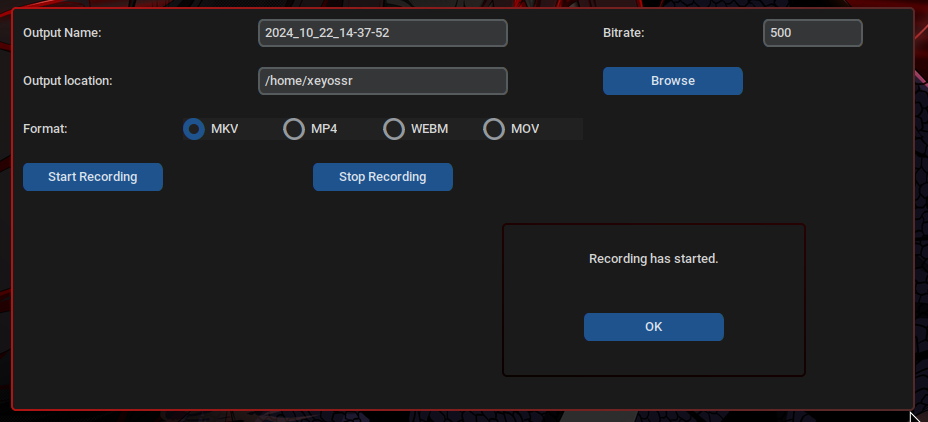 Output Name: 2024_10_22_14-37-52 Bitrate: 500
Output location: /home/xeyossr Browse
Format: MKV MP4 WEBM MOV
Start Recording Stop Recording
Recording has started.
OK